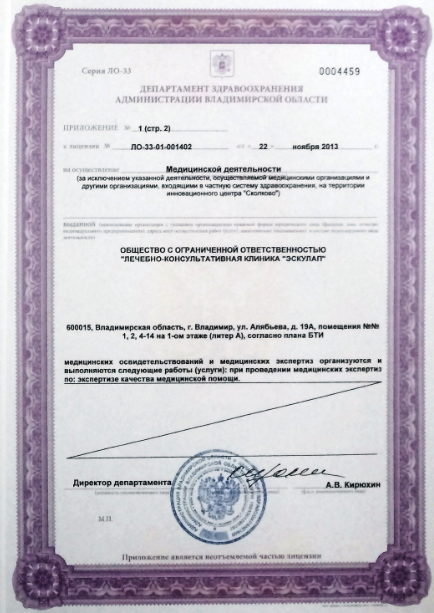 Серия ЛО-33
0004459
ДЕПАРТАМЕНТ ЗДРАВООХРАНЕНИЯ
АДМИНИСТРАЦИИ ВЛАДИМИРСКОЙ ОБЛАСТИ
ПРИЛОЖЕНИЕ № 1 (стр. 2)
к лицензии № ЛО-33-01-001402 от « 22 » ноября 2013
на осуществление Медицинской деятельности
(за исключением указанной деятельности, осуществляемой медицинскими организациями и
другими организациями, входящими в частную систему здравоохранения, на территории
инновационного центра "Сколково")
ОБЩЕСТВО С ОГРАНИЧЕННОЙ ОТВЕТСТВЕННОСТЬЮ
"ЛЕЧЕБНО-КОНСУЛЬТАТИВНАЯ КЛИНИКА "ЭСКУЛАП"
600015, Владимирская область, г. Владимир, ул. Алябьева, д. 19А, помещения №№
1, 2, 4-14 на 1-ом этаже (литер А), согласно плана БТИ
медицинских освидетельствований и медицинских экспертиз организуются и
выполняются следующие работы (услуги): при проведении медицинских экспертиз
по: экспертизе качества медицинской помощи.
Директор департамента
А.В. Кирюхин
М.П.
Приложение является неотъемлемой частью лицензии